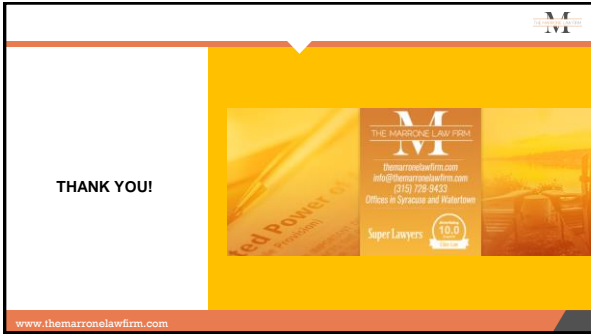 THE MARRONE LAW FIRM
M
THANK YOU!
M
THE MARRONE LAW FIRM
themarronelawfirm.com
info@themarronelawfirm.com
(315) 728-9433
Offices in Syracuse and Watertown
Super Lawyers
10.0
ted Power of
Provision)
www.themarronelawfirm.com